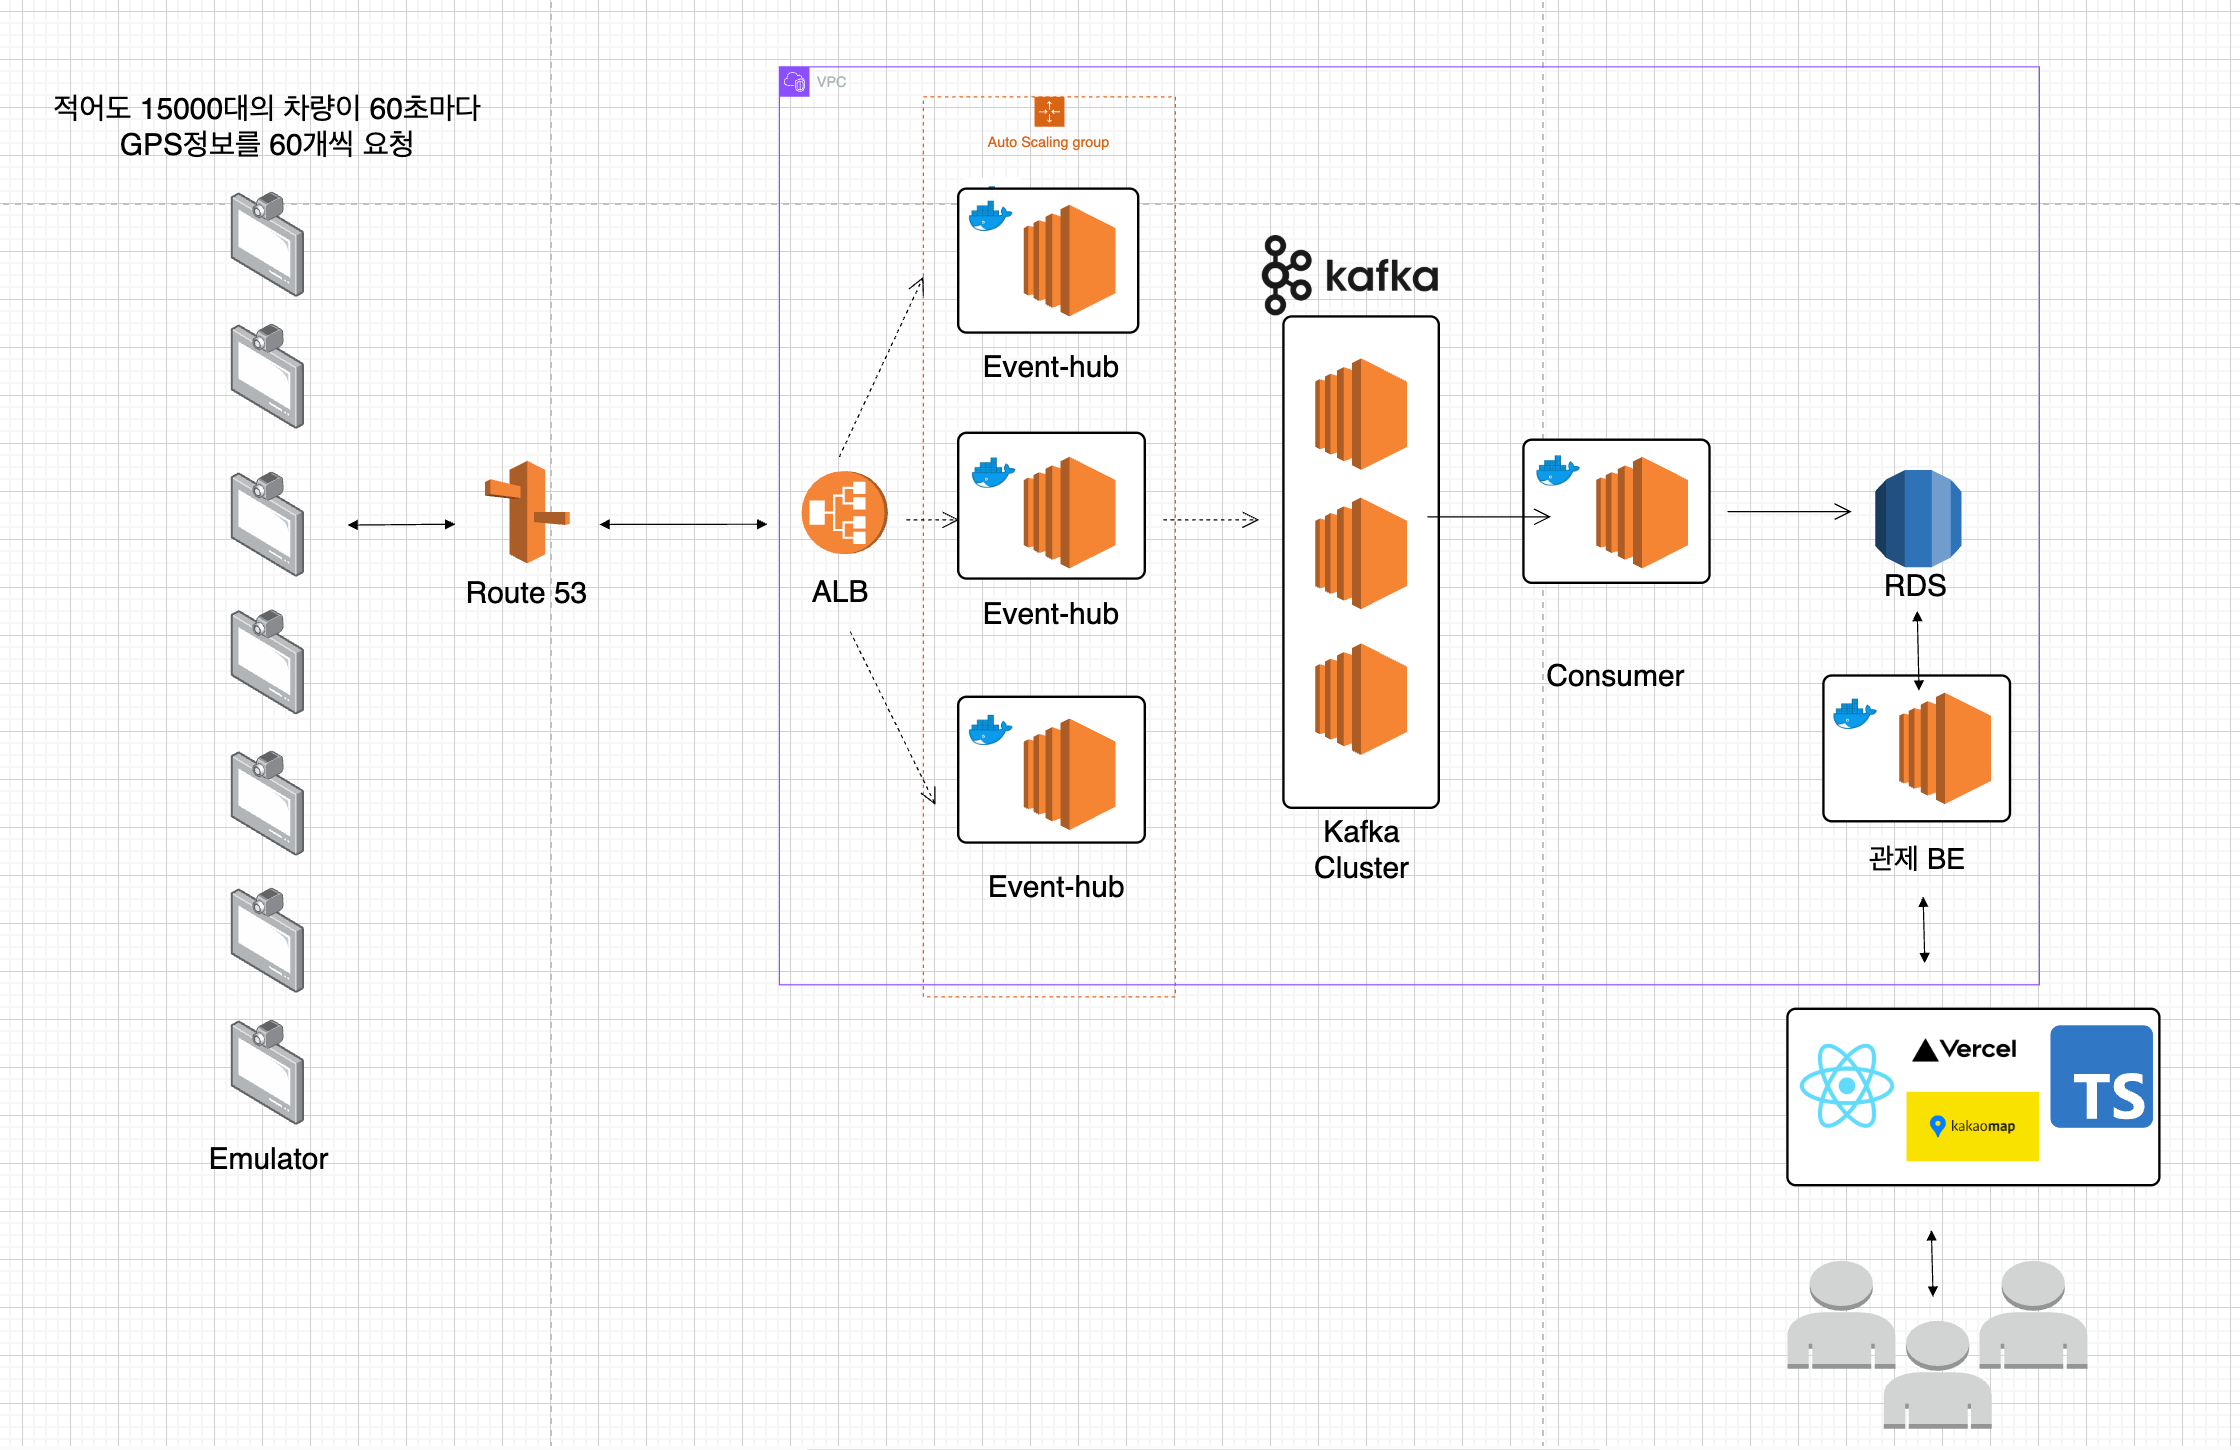 적어도 15000대의 차량이 60초마다
GPS정보를 60개씩 요청
Emulator
Route 53
VPC
ALB
Auto Scaling group
Event-hub
Event-hub
Event-hub
kafka
Kafka
Cluster
Consumer
RDS
관제 BE
Vercel
TS
kakaomap